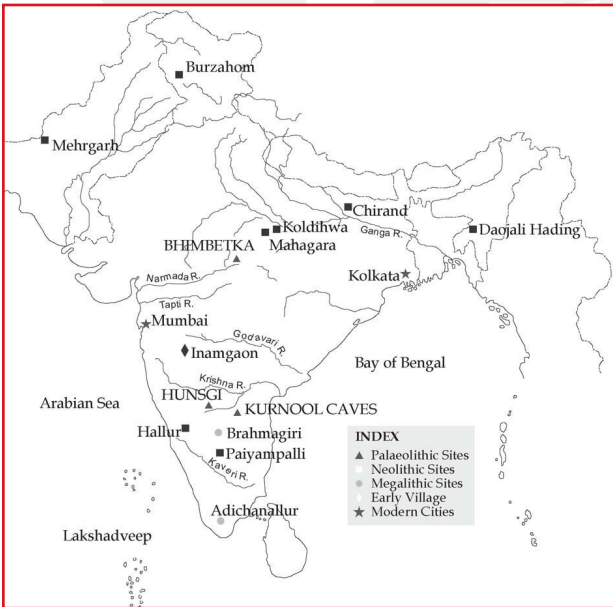 Burzahom
Mehrgarh
Chirand
Koldihwa
Mahagara
Ganga R.
Daojali Hading
BHIMBETKA
Narmada R.
Kolkata
Tapti R.
Mumbai
Godavari R.
Inamgaon
Bay of Bengal
Krishna R.
HUNSGI
Arabian Sea
KURNOOL CAVES
Hallur
Brahmagiri
Paiyampalli
Kaveri R.
Adichanallur
Lakshadveep
INDEX
Palaeolithic Sites
Neolithic Sites
Megalithic Sites
Early Village
Modern Cities